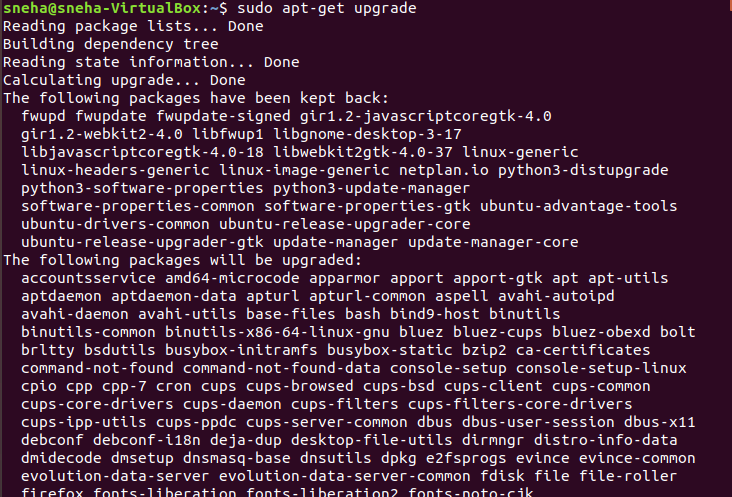 sneha@sneha-VirtualBox:~$ sudo apt-get upgrade
Reading package lists... Done
Building dependency tree
Reading state information... Done
Calculating upgrade... Done
The following packages have been kept back:
fwupd fwupdate fwupdate-signed gir1.2-javascriptcoregtk-4.0
gir1.2-webkit2-4.0 libfwup1 libgnome-desktop-3-17
libjavascriptcoregtk-4.0-18 libwebkit2gtk-4.0-37 linux-generic
linux-headers-generic linux-image-generic netplan.io python3-distupgrade
python3-software-properties python3-update-manager
software-properties-common software-properties-gtk ubuntu-advantage-tools
ubuntu-drivers-common ubuntu-release-upgrader-core
ubuntu-release-upgrader-gtk update-manager update-manager-core
The following packages will be upgraded:
accountsservice amd64-microcode apparmor apport apport-gtk apt apt-utils
aptdaemon aptdaemon-data apturl apturl-common aspell avahi-autoipd
avahi-daemon avahi-utils base-files bash bind9-host binutils
binutils-common binutils-x86-64-linux-gnu bluez bluez-cups bluez-obexd bolt
brltty bsdutils busybox-initramfs busybox-static bzip2 ca-certificates
command-not-found command-not-found-data console-setup console-setup-linux
cpio cpp cpp-7 cron cups cups-browsed cups-bsd cups-client cups-common
cups-core-drivers cups-daemon cups-filters cups-filters-core-drivers
cups-ipp-utils cups-ppdc cups-server-common dbus dbus-user-session dbus-x11
debconf debconf-i18n deja-dup desktop-file-utils dirmngr distro-info-data
dmidecode dmsetup dnsmasq-base dnsutils dpkg e2fsprogs evince evince-common
evolution-data-server evolution-data-server-common fdisk file file-roller
firefox fonts-liberation fonts-liberation2 fonts-noto-cjk